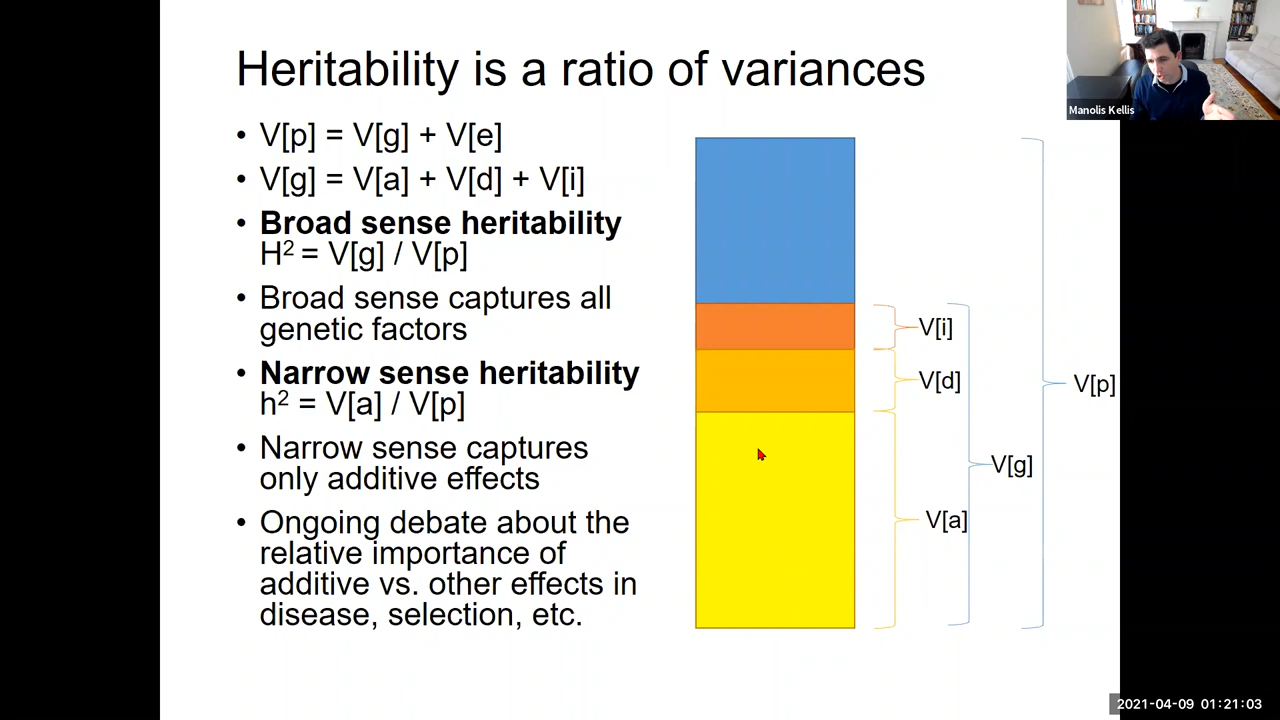 Heritability is a ratio of variances
• V[p] = V[g] + V[e]
• V[g] = V[a] + V[d] + V[i]
• Broad sense heritability
H² = V[g] / V[p]
• Broad sense captures all
genetic factors
• Narrow sense heritability
h² = V[a] / V[p]
• Narrow sense captures
only additive effects
• Ongoing debate about the
relative importance of
additive vs. other effects in
disease, selection, etc.
V[i]
V[d]
V[p]
V[g]
V[a]
Manolis Kellis
2021-04-09 01:21:03